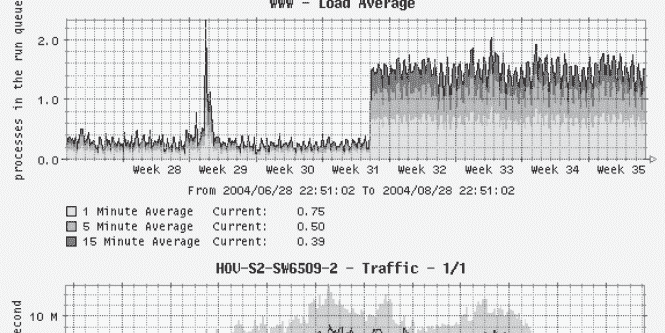 WWW - Load Average
processes in the run queue
2.0
1.0
0.0
Week 28 Week 29 Week 30 Week 31 Week 32 Week 33 Week 34 Week 35
From 2004/06/28 22:51:02 To 2004/08/28 22:51:02
1 Minute Average Current: 0.75
5 Minute Average Current: 0.50
15 Minute Average Current: 0.39
HOU-S2-SW6509-2 - Traffic - 1/1
econd
10 M